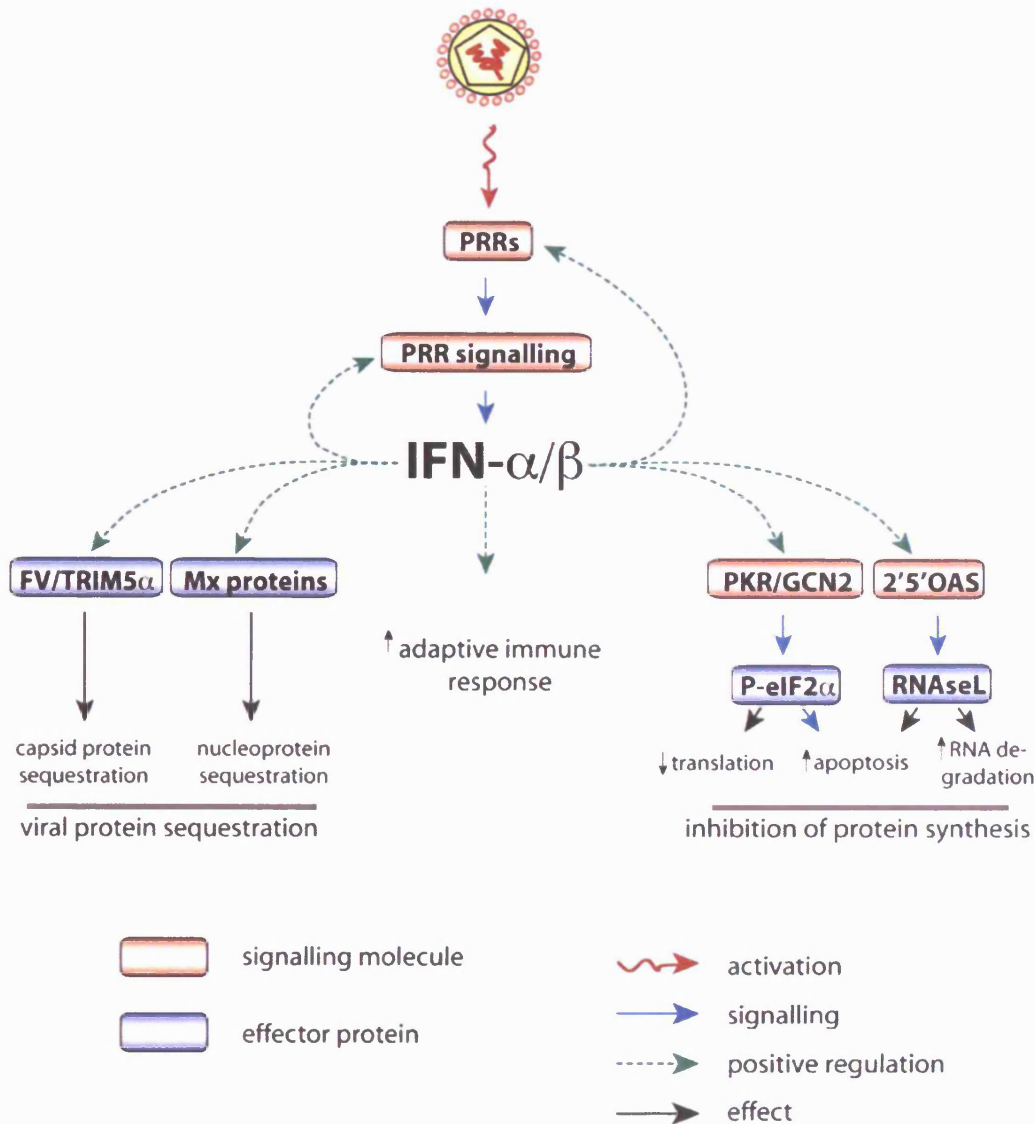 PRRs
PRR signalling
IFN-α/β
FV/TRIM5α
Mx proteins
PKR/GCN2
2'5'OAS
↑ adaptive immune
response
P-eIF2α
RNAseL
capsid protein
sequestration
nucleoprotein
sequestration
↓ translation
↑ apoptosis
↑ RNA de-
gradation
viral protein sequestration
inhibition of protein synthesis
signalling molecule
effector protein
activation
signalling
positive regulation
effect